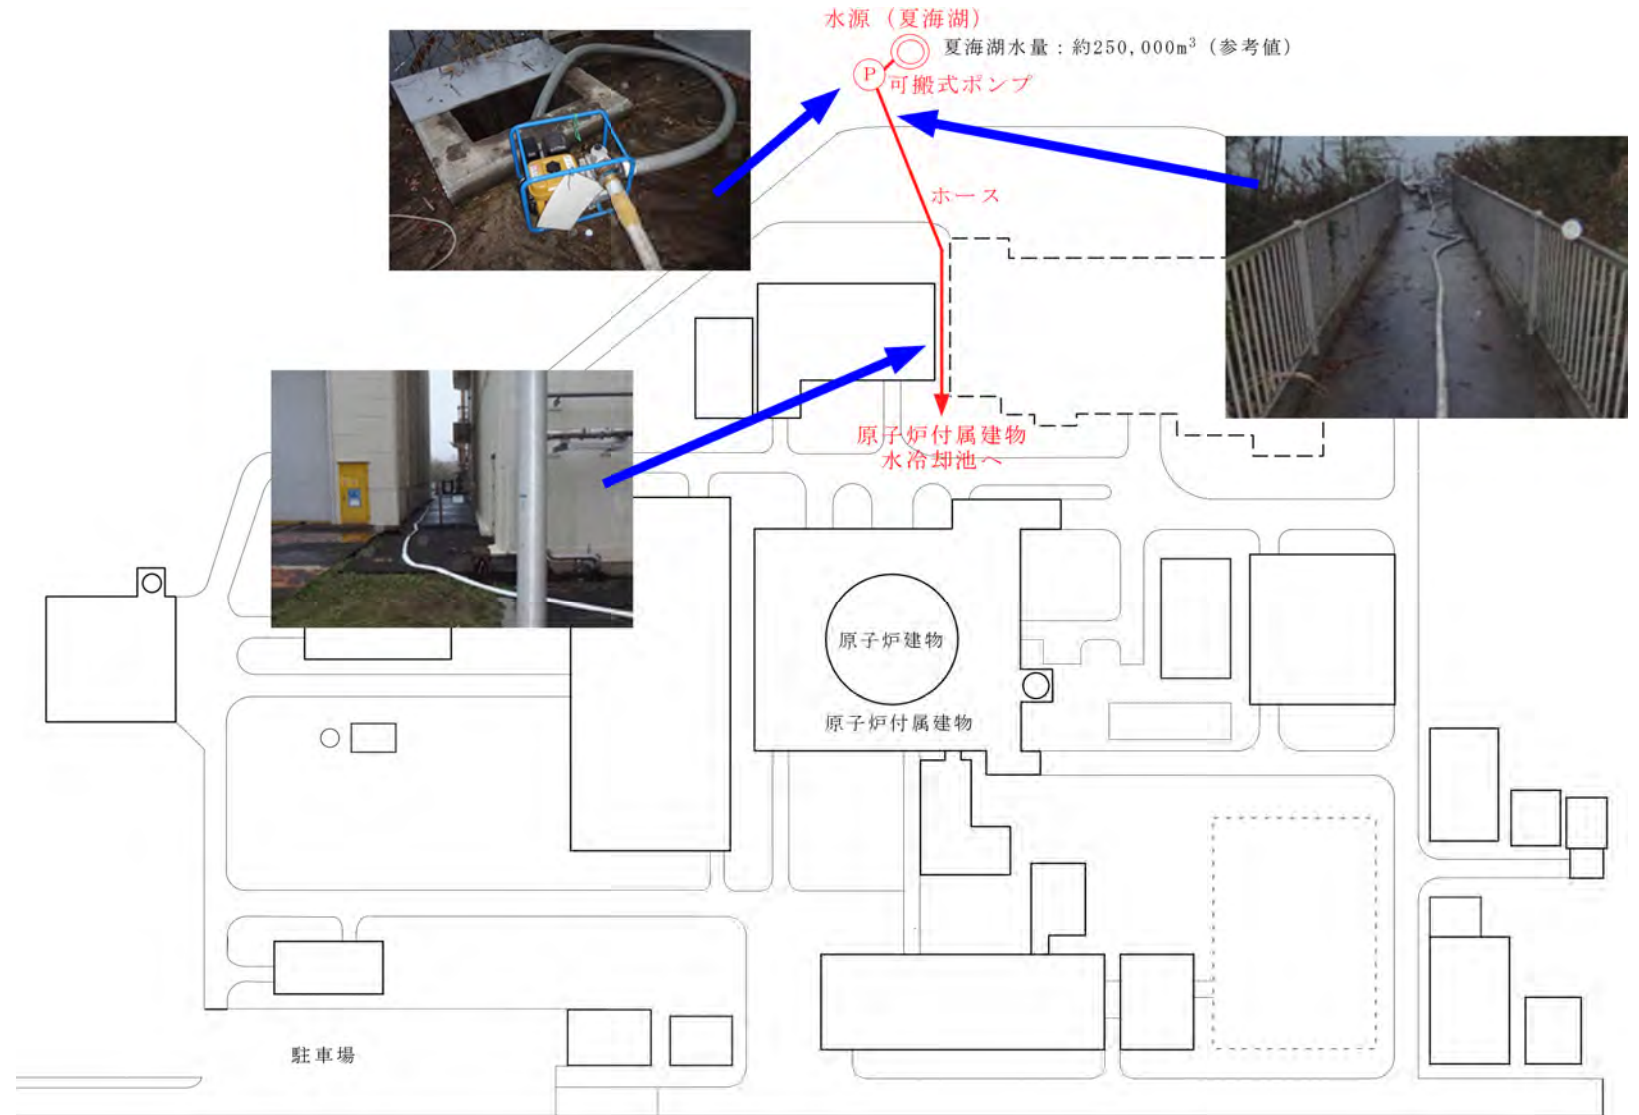 水源（夏海湖）
夏海湖水量：約250,000m³（参考値）
P
可搬式ポンプ
ホース
原子炉付属建物
水冷却池へ
原子炉建物
原子炉付属建物
駐車場